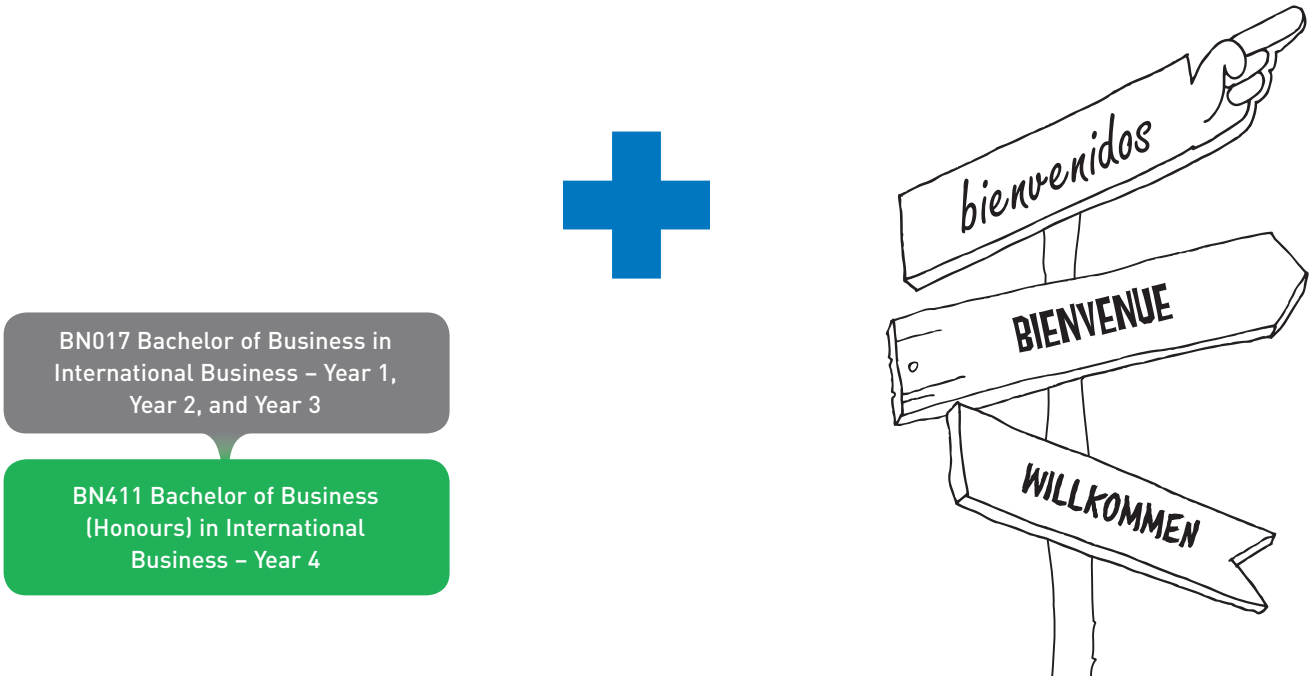 BN017 Bachelor of Business in
International Business – Year 1,
Year 2, and Year 3
BN411 Bachelor of Business
(Honours) in International
Business – Year 4
bienvenidos
BIENVENUE
WILLKOMMEN